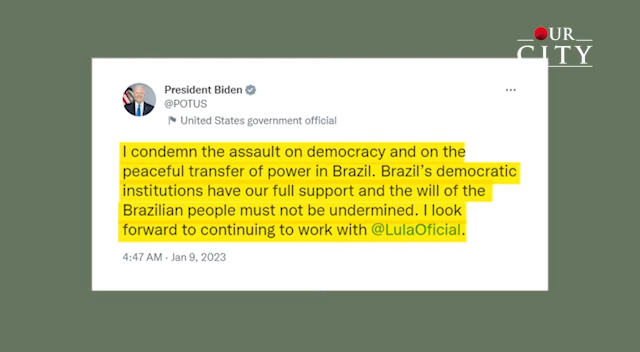 OUR
CITY
President Biden
@POTUS
United States government official
I condemn the assault on democracy and on the
peaceful transfer of power in Brazil. Brazil's democratic
institutions have our full support and the will of the
Brazilian people must not be undermined. I look
forward to continuing to work with @LulaOficial.
4:47 AM · Jan 9, 2023